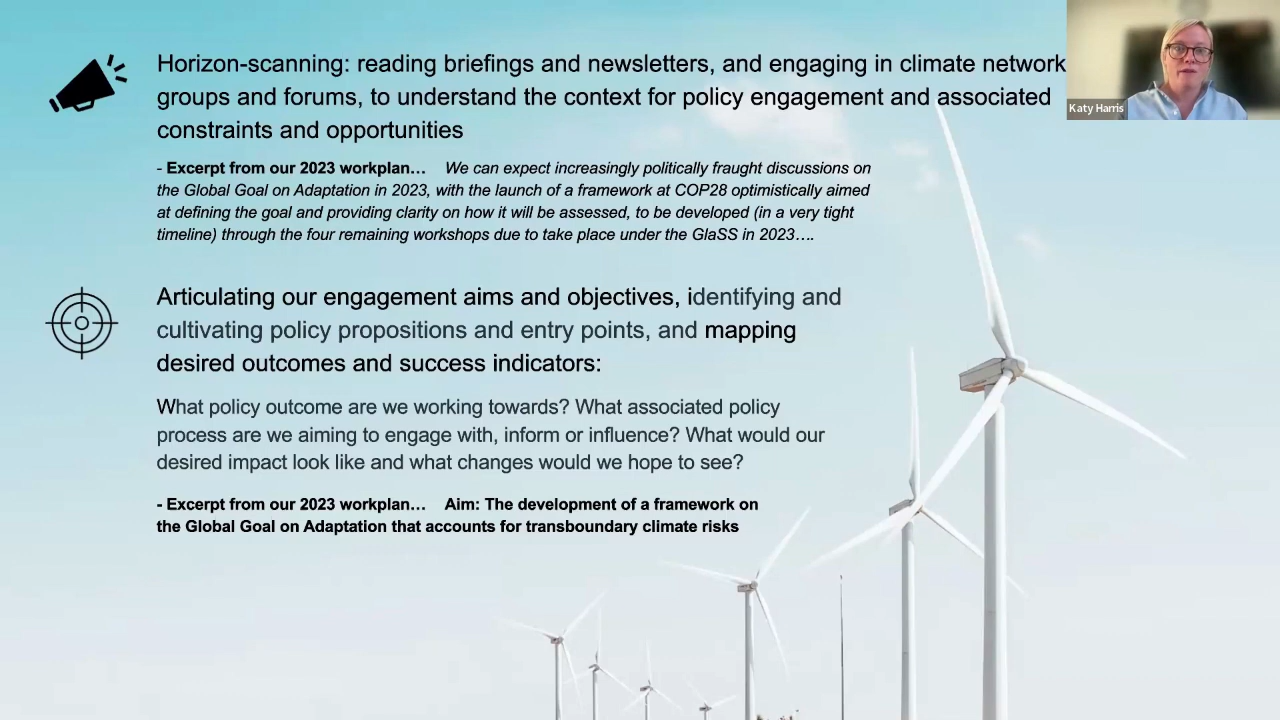 Horizon-scanning: reading briefings and newsletters, and engaging in climate network
groups and forums, to understand the context for policy engagement and associated
constraints and opportunities
- Excerpt from our 2023 workplan… We can expect increasingly politically fraught discussions on
the Global Goal on Adaptation in 2023, with the launch of a framework at COP28 optimistically aimed
at defining the goal and providing clarity on how it will be assessed, to be developed (in a very tight
timeline) through the four remaining workshops due to take place under the GlaSS in 2023….
Articulating our engagement aims and objectives, identifying and
cultivating policy propositions and entry points, and mapping
desired outcomes and success indicators:
What policy outcome are we working towards? What associated policy
process are we aiming to engage with, inform or influence? What would our
desired impact look like and what changes would we hope to see?
- Excerpt from our 2023 workplan… Aim: The development of a framework on
the Global Goal on Adaptation that accounts for transboundary climate risks
Katy Harris